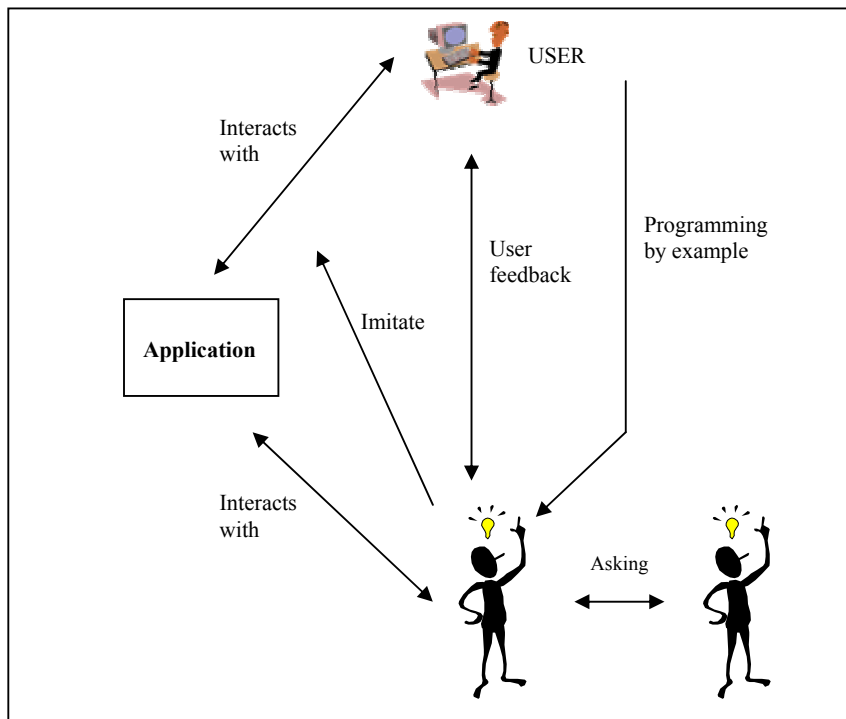 USER
Interacts
with
Programming
by example
User
feedback
Imitate
Application
Interacts
with
Asking